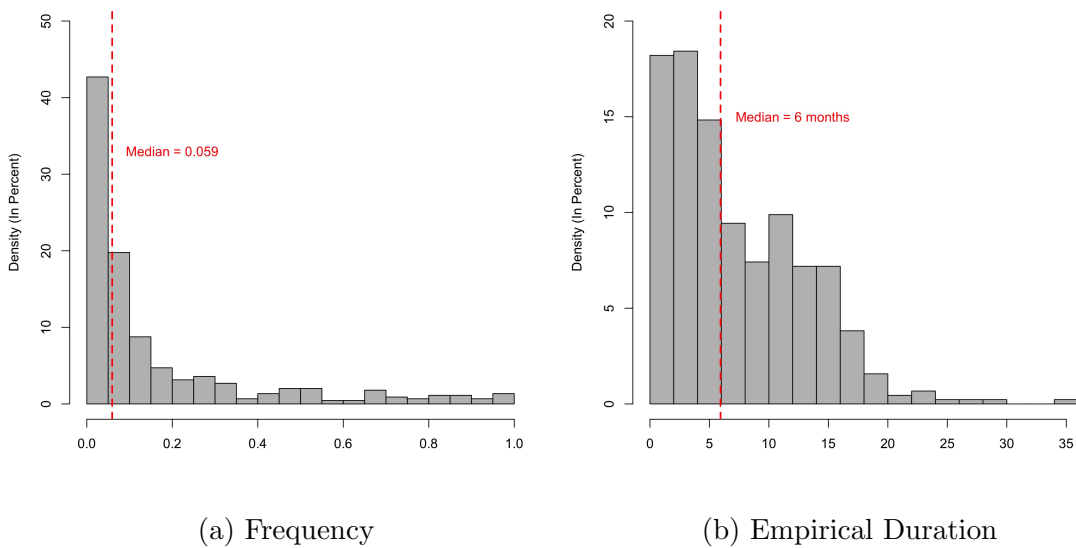 50
40
30
20
10
0
Density (In Percent)
Median = 0.059
0.0 0.2 0.4 0.6 0.8 1.0
(a) Frequency
20
15
10
5
0
Density (In Percent)
Median = 6 months
0 5 10 15 20 25 30 35
(b) Empirical Duration